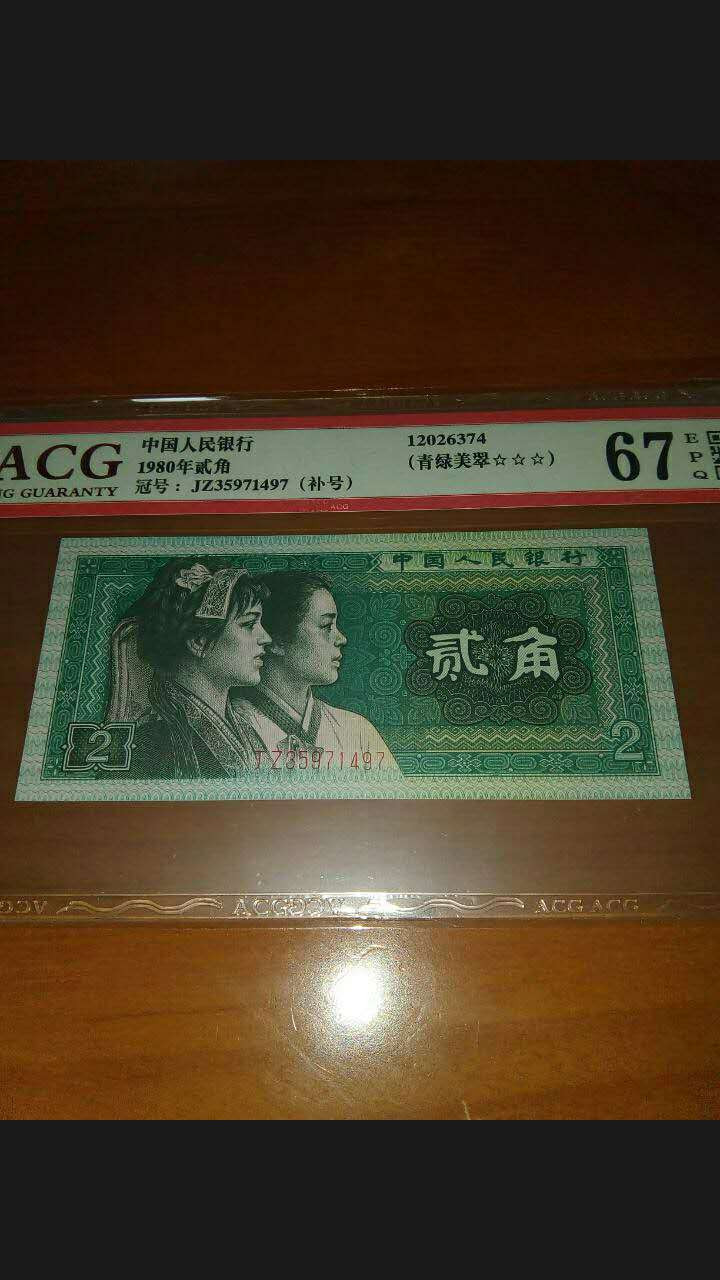 ACG
NG GUARANTY
中国人民银行
1980年贰角
冠号：JZ35971497（补号）
12026374
（青绿美翠☆☆☆）
67
E
P
Q
ACG
中国人民银行
贰角
2
2
JZ35971497
ACG ACG